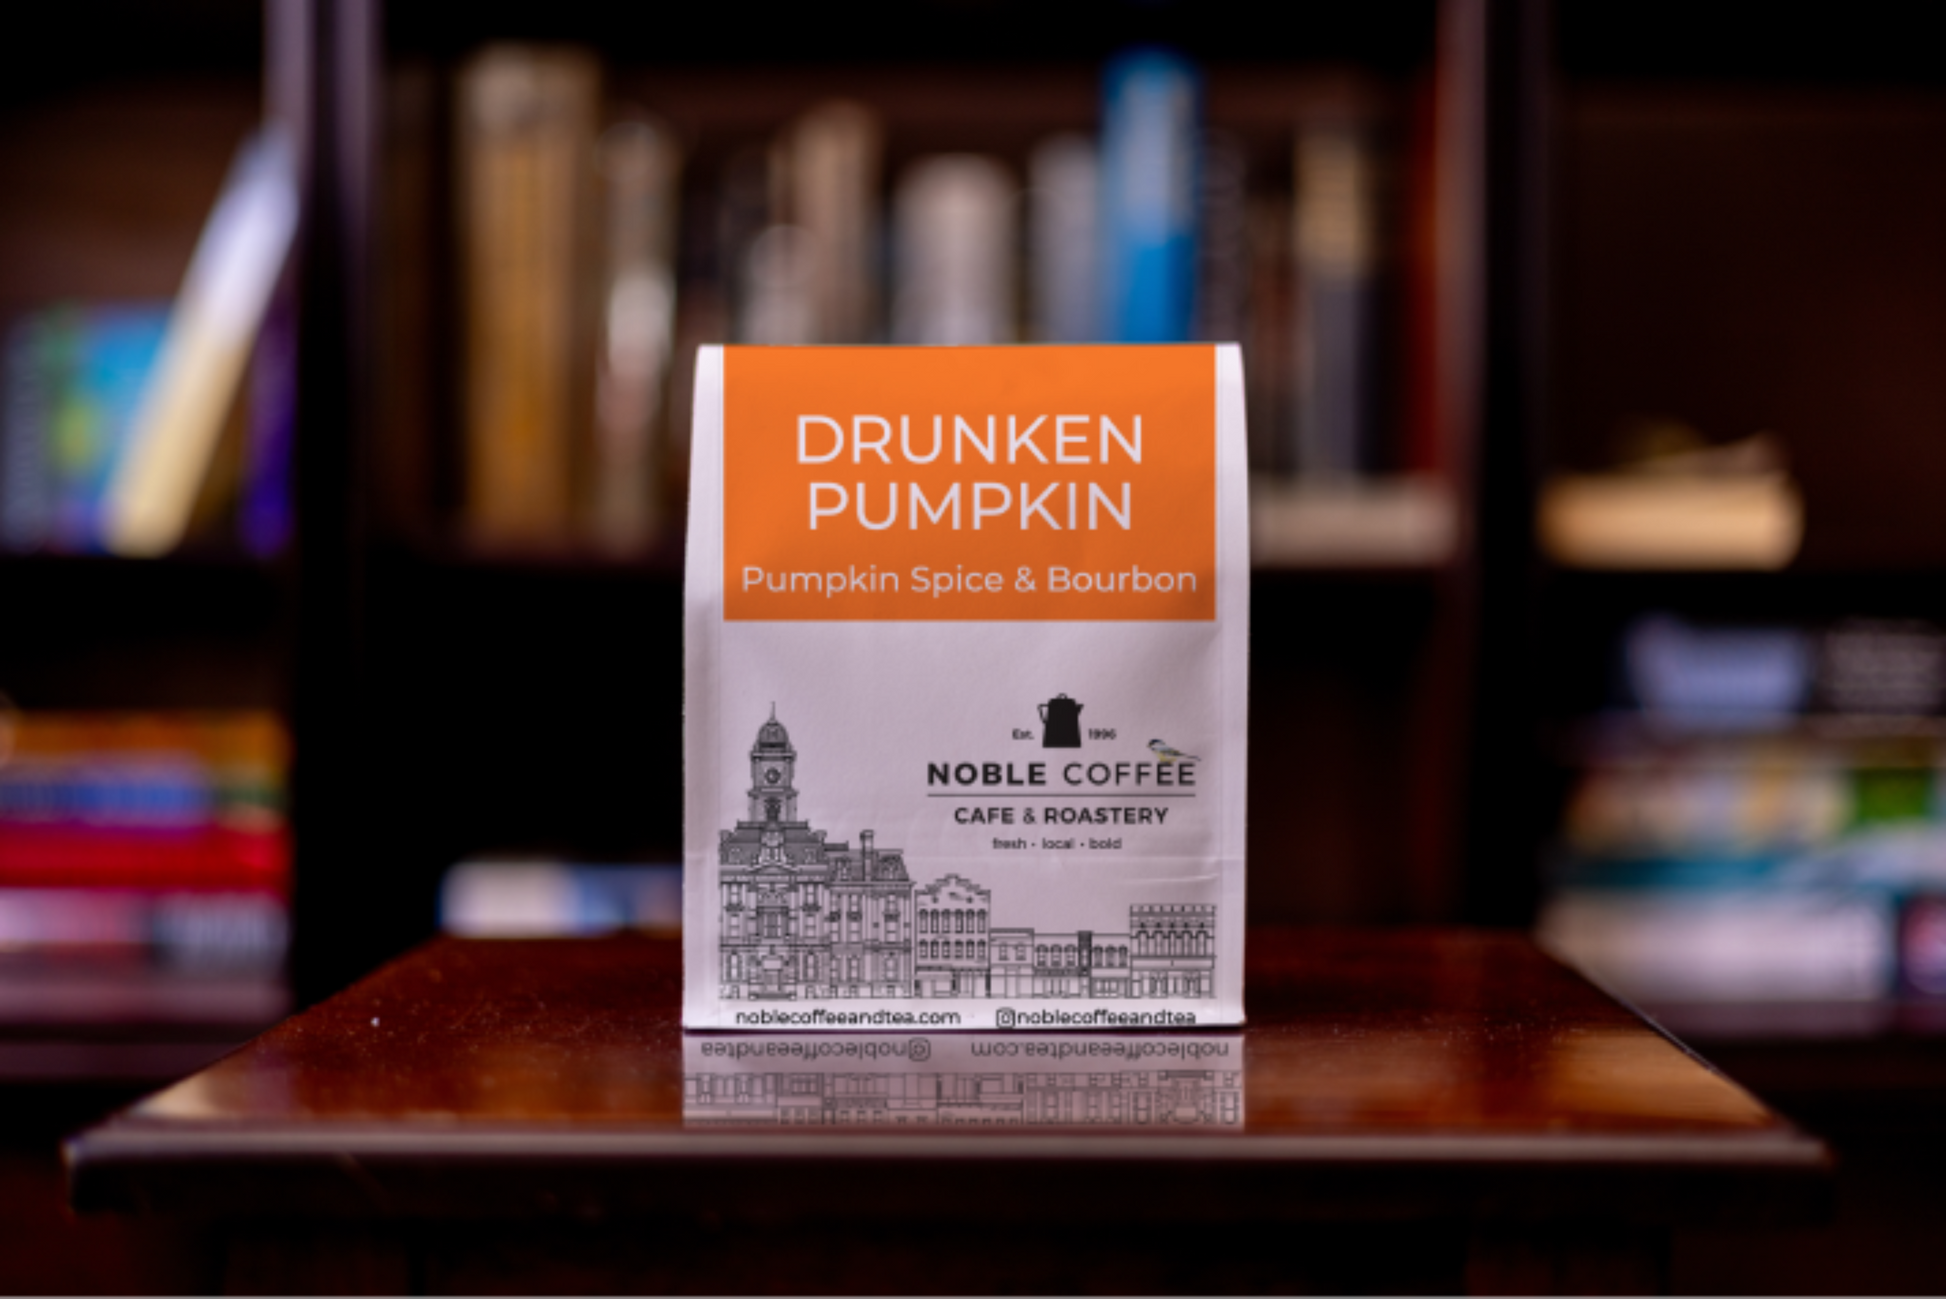 DRUNKEN
PUMPKIN
Pumpkin Spice & Bourbon
Est. 1996
NOBLE COFFEE
CAFE & ROASTERY
fresh • local • bold
noblecoffeeandtea.com @noblecoffeeandtea